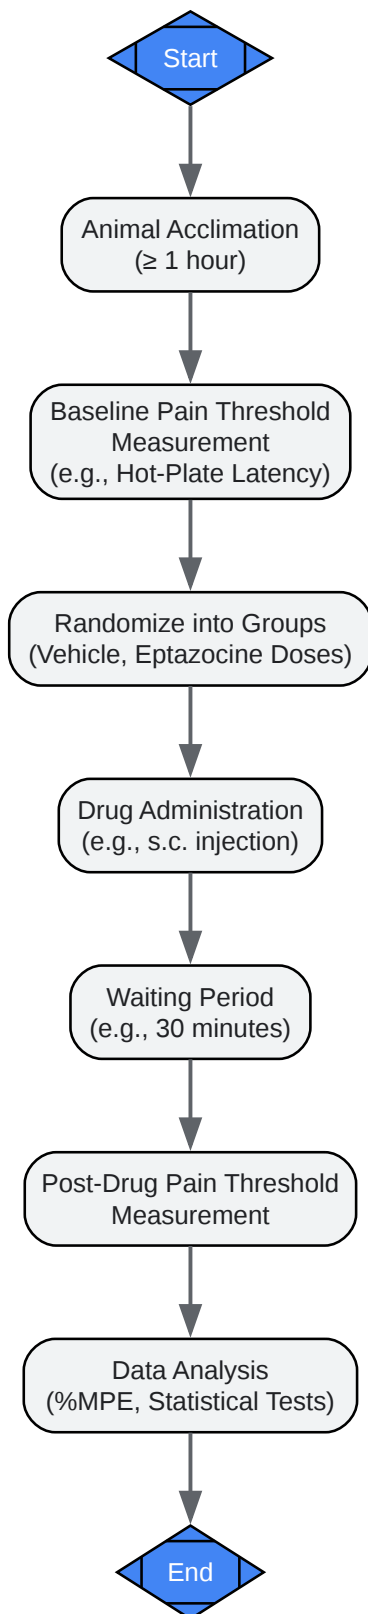 Start
Animal Acclimation
(≥ 1 hour)
Baseline Pain Threshold
Measurement
(e.g., Hot-Plate Latency)
Randomize into Groups
(Vehicle, Eptazocine Doses)
Drug Administration
(e.g., s.c. injection)
Waiting Period
(e.g., 30 minutes)
Post-Drug Pain Threshold
Measurement
Data Analysis
(%MPE, Statistical Tests)
End